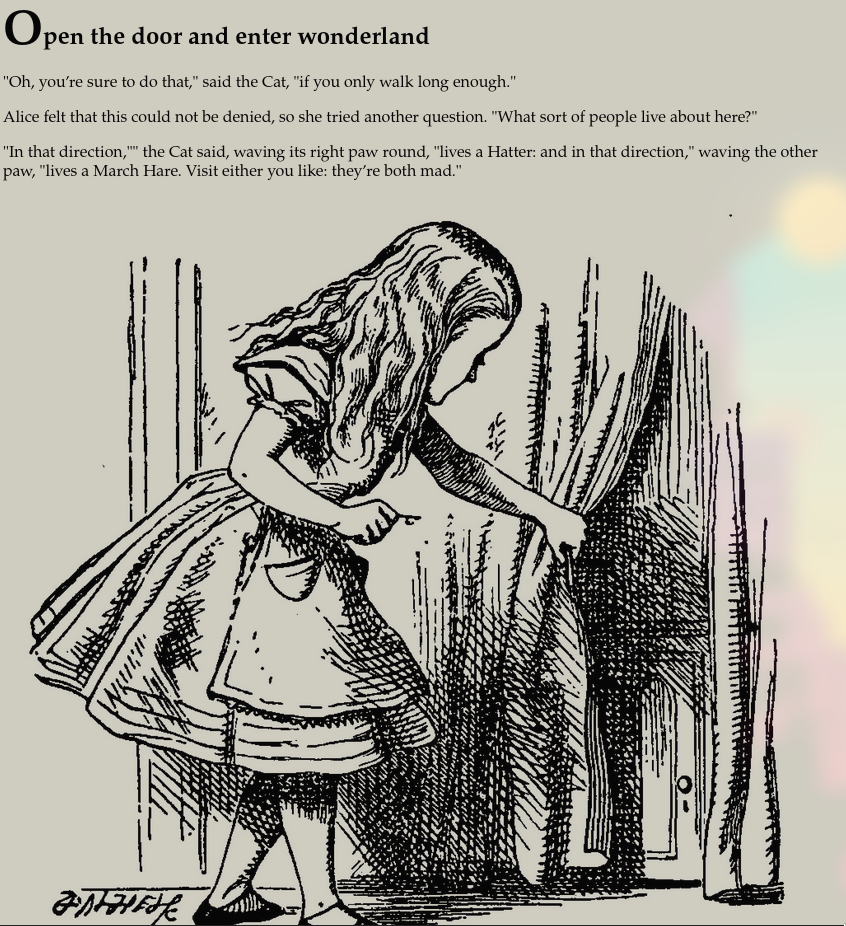 Open the door and enter wonderland
"Oh, you’re sure to do that," said the Cat, "if you only walk long enough."
Alice felt that this could not be denied, so she tried another question. "What sort of people live about here?"
"In that direction,"" the Cat said, waving its right paw round, "lives a Hatter: and in that direction," waving the other
paw, "lives a March Hare. Visit either you like: they’re both mad."